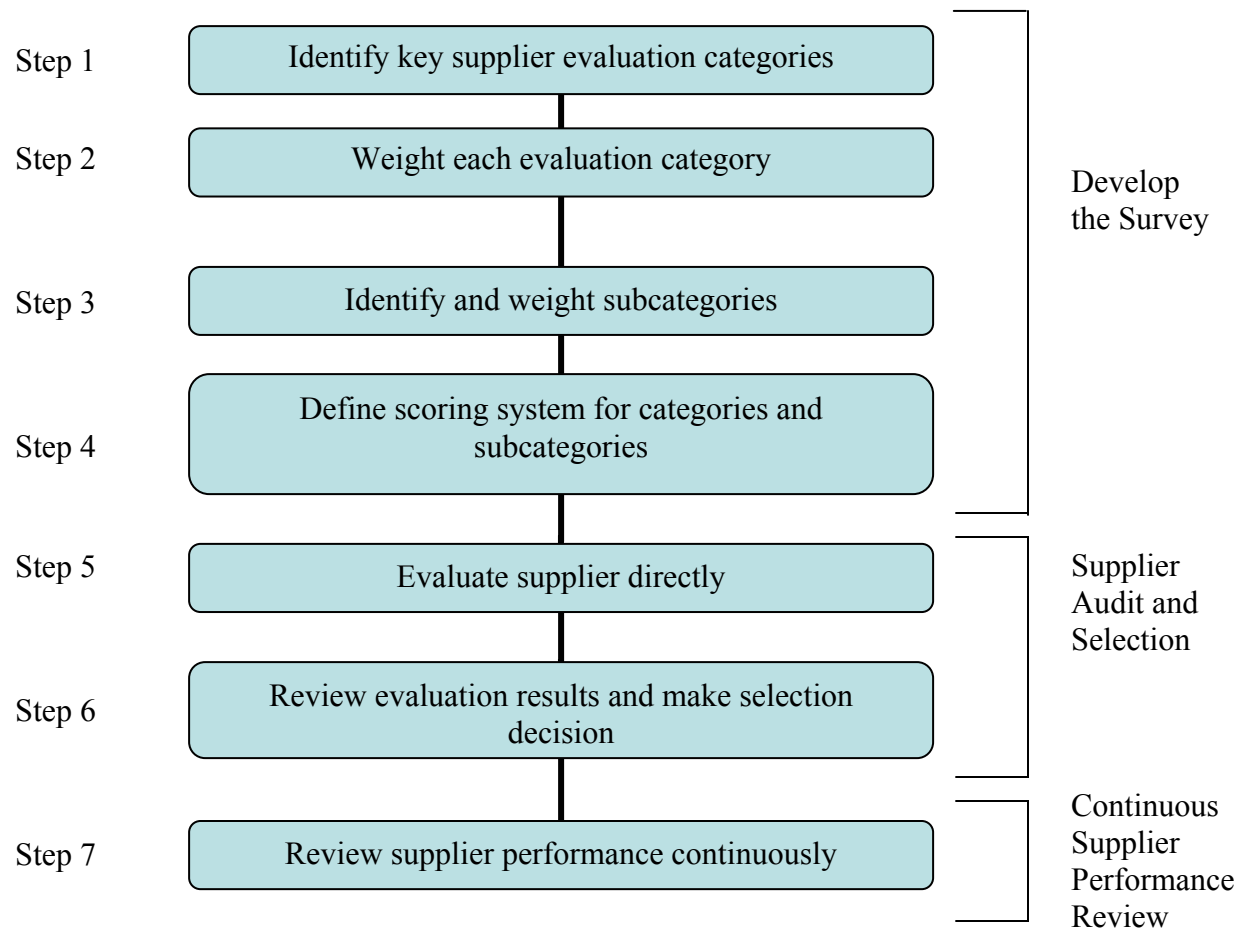 Step 1
Identify key supplier evaluation categories
Step 2
Weight each evaluation category
Develop
the Survey
Step 3
Identify and weight subcategories
Step 4
Define scoring system for categories and
subcategories
Step 5
Evaluate supplier directly
Supplier
Audit and
Selection
Step 6
Review evaluation results and make selection
decision
Step 7
Review supplier performance continuously
Continuous
Supplier
Performance
Review